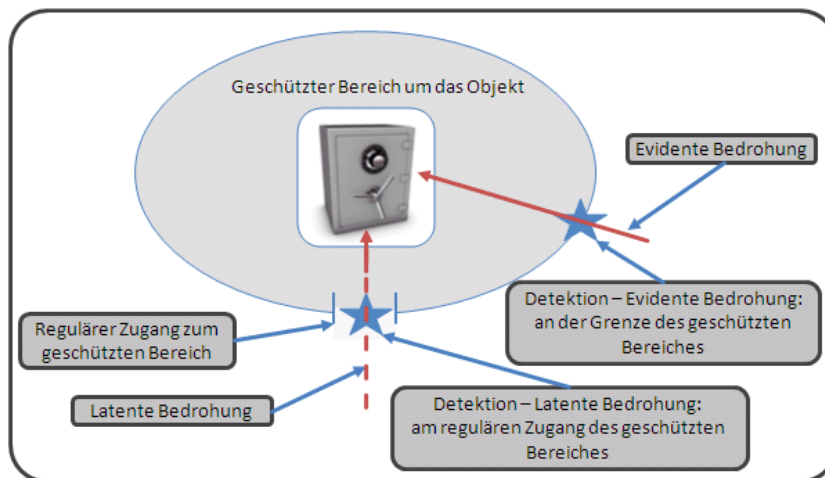 Geschützter Bereich um das Objekt
Evidente Bedrohung
Detektion – Evidente Bedrohung:
an der Grenze des geschützten
Bereiches
Regulärer Zugang zum
geschützten Bereich
Latente Bedrohung
Detektion – Latente Bedrohung:
am regulären Zugang des geschützten
Bereiches